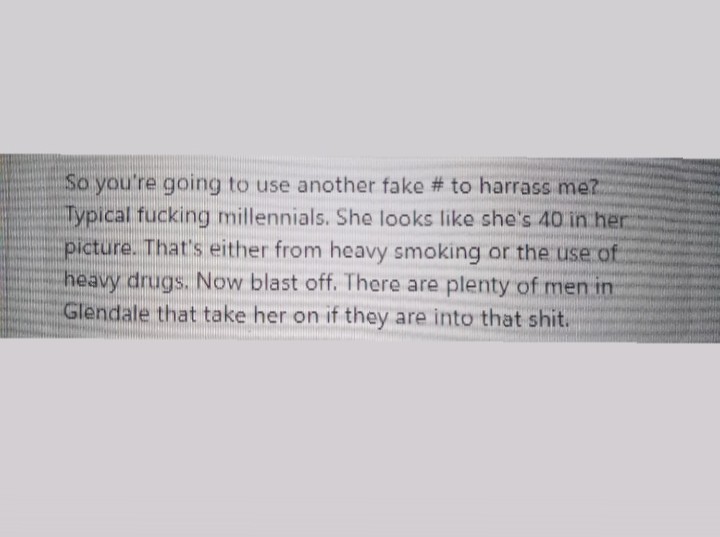 So you're going to use another fake # to harrass me?
Typical fucking millennials. She looks like she's 40 in her
picture. That's either from heavy smoking or the use of
heavy drugs. Now blast off. There are plenty of men in
Glendale that take her on if they are into that shit.